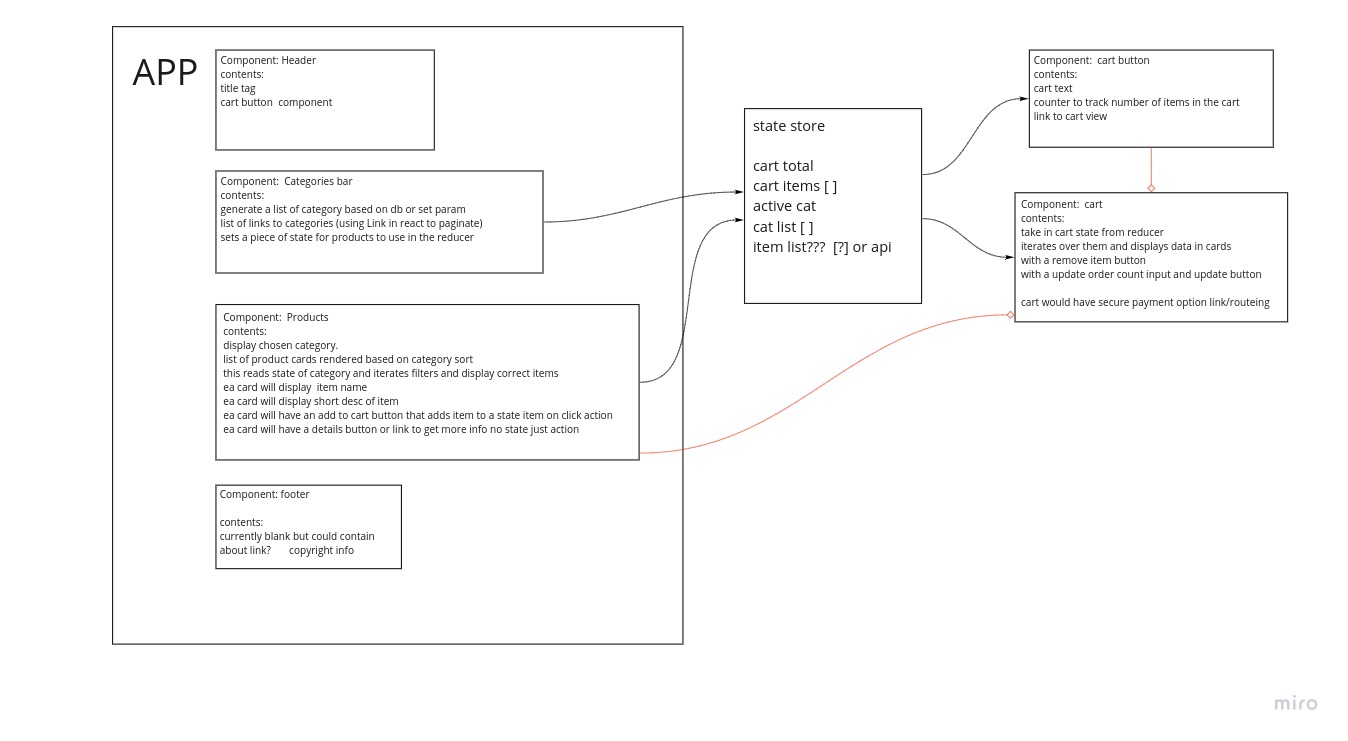 APP
Component: Header
contents:
title tag
cart button  component
Component:  Categories bar
contents:
generate a list of category based on db or set param
list of links to categories (using Link in react to paginate)
sets a piece of state for products to use in the reducer
Component:  Products
contents:
display chosen category.
list of product cards rendered based on category sort
this reads state of category and iterates filters and display correct items
ea card will display  item name
ea card will display short desc of item
ea card will have an add to cart button that adds item to a state item on click action
ea card will have a details button or link to get more info no state just action
Component: footer
contents:
currently blank but could contain
about link?      copyright info
state store
cart total
cart items [ ]
active cat
cat list [ ]
item list???  [?] or api
Component:  cart button
contents:
cart text
counter to track number of items in the cart
link to cart view
Component:  cart
contents:
take in cart state from reducer
iterates over them and displays data in cards
with a remove item button
with a update order count input and update button
cart would have secure payment option link/routeing
miro